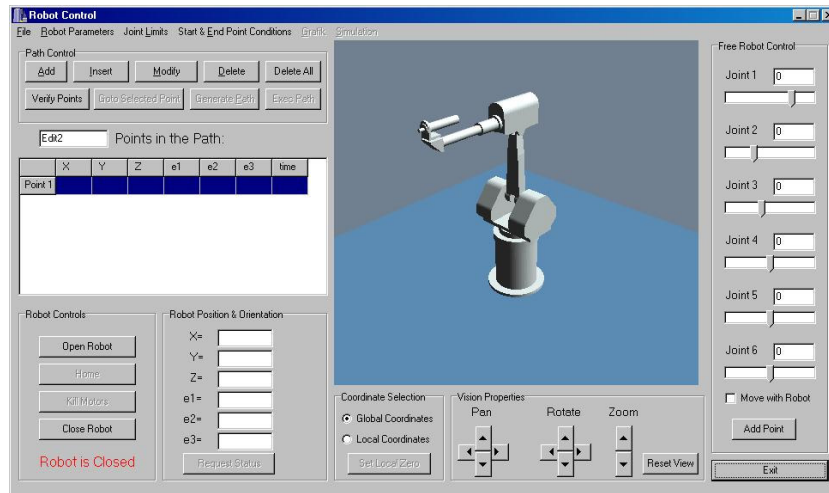 Robot Control
File Robot Parameters Joint Limits Start & End Point Conditions Grafik Simulation
Path Control
Add Insert Modify Delete Delete All
Verify Points Goto Selected Point Generate Path Exec Path
Edit2 Points in the Path:
X Y Z e1 e2 e3 time
Point 1
Robot Controls
Open Robot
Home
Kill Motors
Close Robot
Robot is Closed
Robot Position & Orientation
X=
Y=
Z=
e1=
e2=
e3=
Request Status
Coordinate Selection
Global Coordinates
Local Coordinates
Set Local Zero
Vision Properties
Pan Rotate Zoom
Reset View
Free Robot Control
Joint 1 0
Joint 2 0
Joint 3 0
Joint 4 0
Joint 5 0
Joint 6 0
Move with Robot
Add Point
Exit